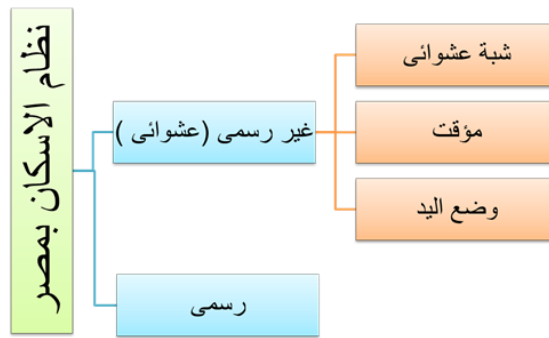 نظام الاسكان بمصر
غير رسمى (عشوائى )
شبة عشوائى
مؤقت
وضع اليد
رسمى